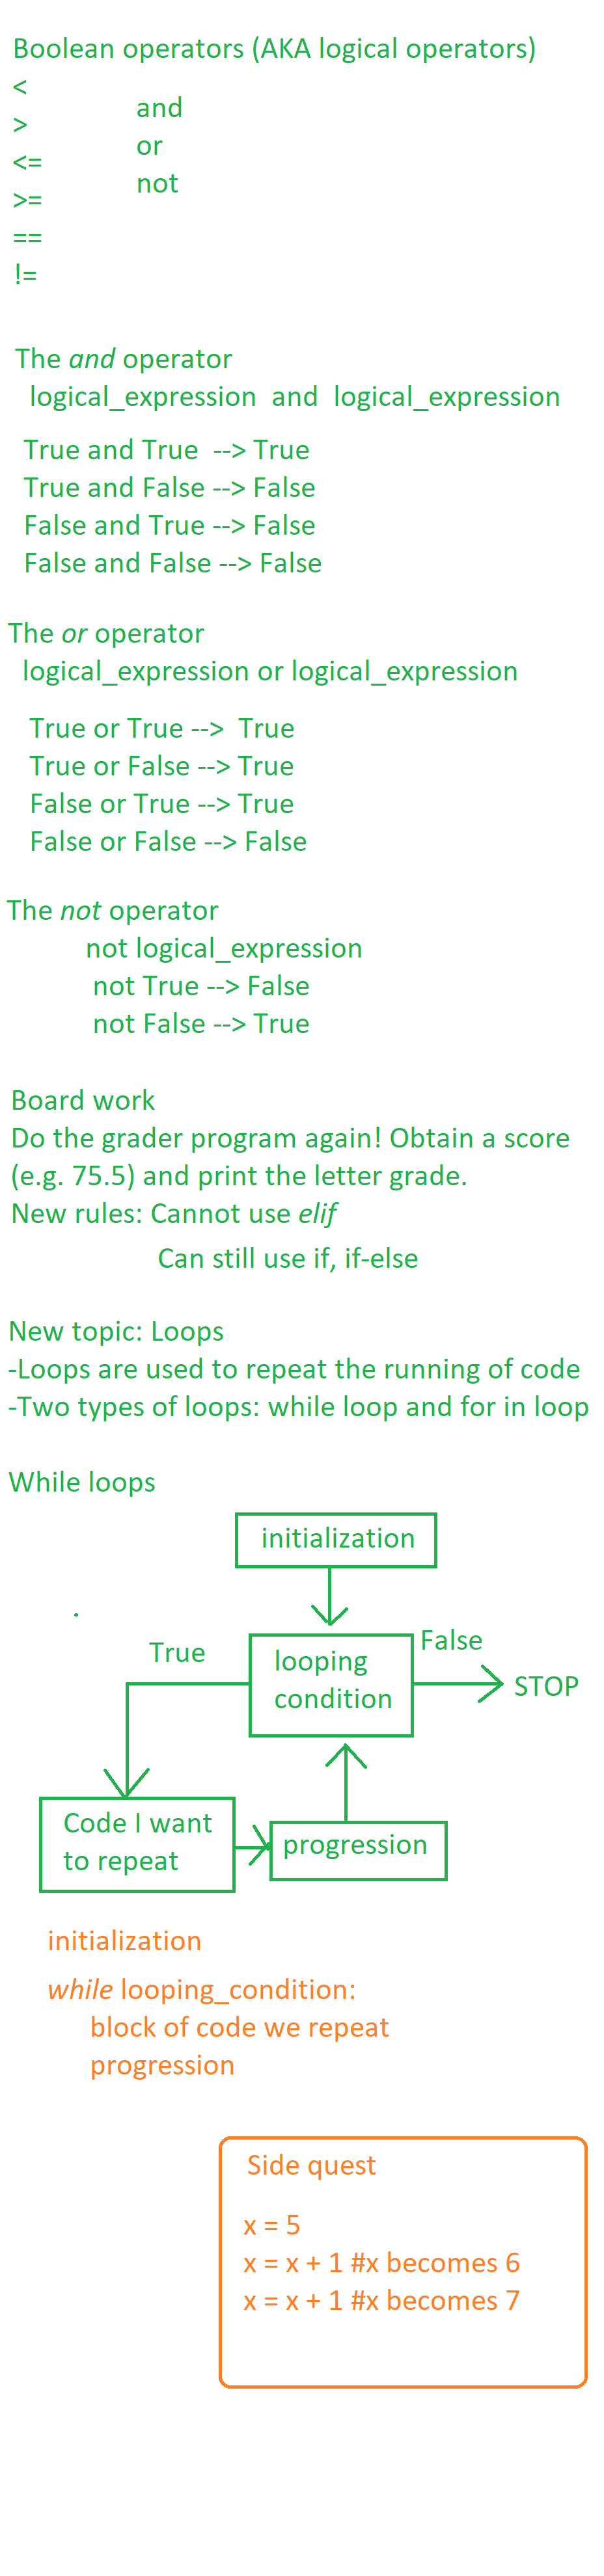 Boolean operators (AKA logical operators)
<
>
<=
>=
==
!=
and
or
not
The and operator
logical_expression and logical_expression
True and True --> True
True and False --> False
False and True --> False
False and False --> False
The or operator
logical_expression or logical_expression
True or True --> True
True or False --> True
False or True --> True
False or False --> False
The not operator
not logical_expression
not True --> False
not False --> True
Board work
Do the grader program again! Obtain a score
(e.g. 75.5) and print the letter grade.
New rules: Cannot use elif
Can still use if, if-else
New topic: Loops
-Loops are used to repeat the running of code
-Two types of loops: while loop and for in loop
While loops
initialization
looping
condition
True
False
STOP
Code I want
to repeat
progression
initialization
while looping_condition:
block of code we repeat
progression
Side quest
x = 5
x = x + 1 #x becomes 6
x = x + 1 #x becomes 7